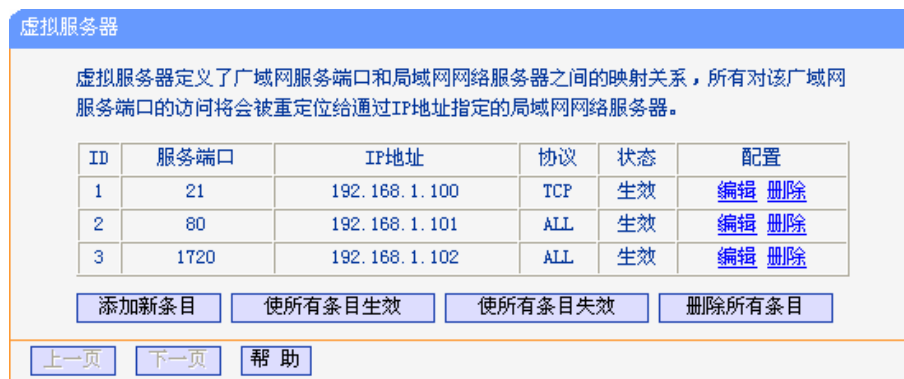 虚拟服务器
虚拟服务器定义了广域网服务端口和局域网网络服务器之间的映射关系，所有对该广域网
服务端口的访问将会被重定位给通过IP地址指定的局域网网络服务器。
ID 服务端口 IP地址 协议 状态 配置
1 21 192.168.1.100 TCP 生效 编辑 删除
2 80 192.168.1.101 ALL 生效 编辑 删除
3 1720 192.168.1.102 ALL 生效 编辑 删除
添加新条目 使所有条目生效 使所有条目失效 删除所有条目
上一页 下一页 帮 助